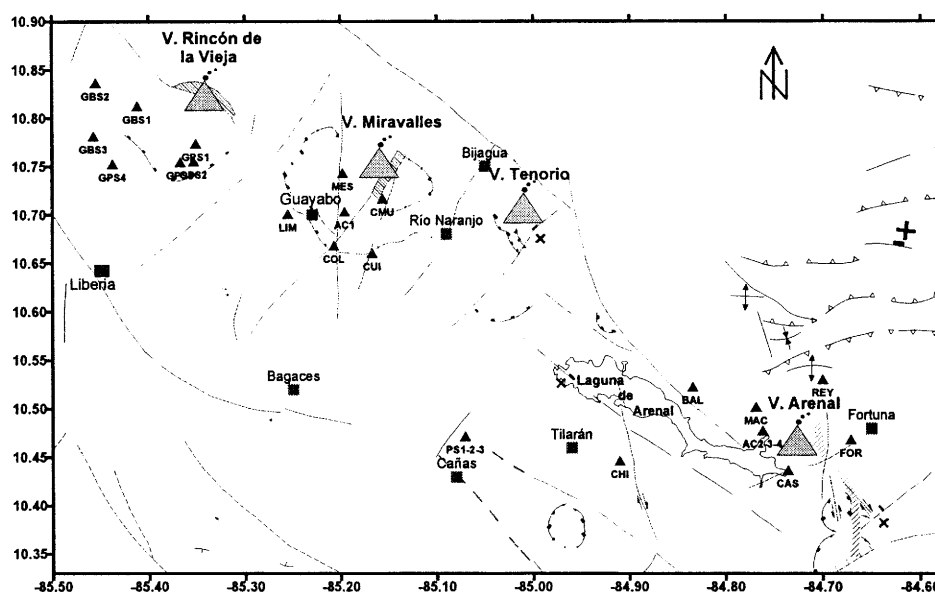 10.90
10.85
10.80
10.75
10.70
10.65
10.60
10.55
10.50
10.45
10.40
10.35
V. Rincón de
la Vieja
N
GBS2
GBS1
GBS3
GPS1
GPS4
GPS2
V. Miravalles
Bijagua
V. Tenorio
MES
Guayabo
CMU
LIM
AC1
Río Naranjo
COL
CUI
Liberia
Bagaces
Laguna
de
Arenal
BAL
REY
V. Arenal
MAC
Fortuna
AC2-3-4
Tilarán
PS1-2-3
Cañas
CHI
FOR
CAS
-85.50
-85.40
-85.30
-85.20
-85.10
-85.00
-84.90
-84.80
-84.70
-84.60